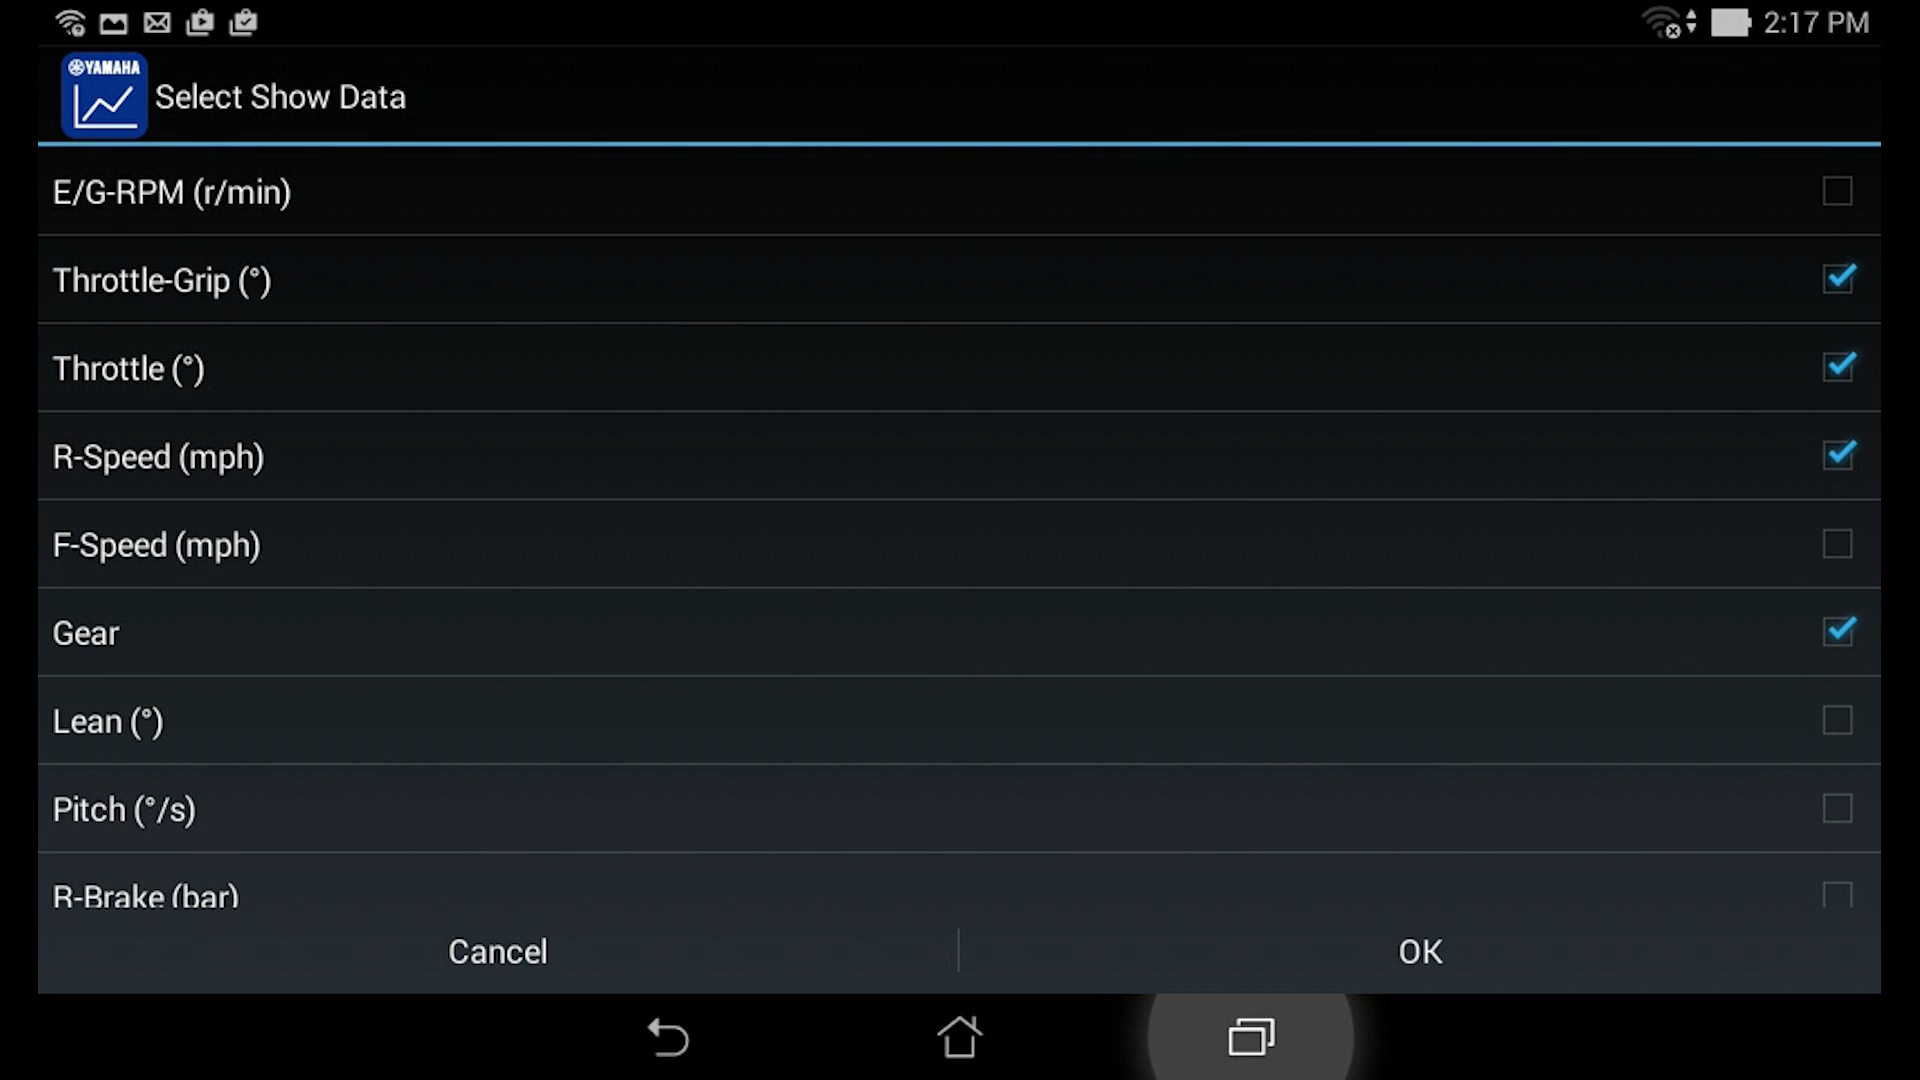 2:17 PM
YAMAHA
Select Show Data
E/G-RPM (r/min)
Throttle-Grip (°)
Throttle (°)
R-Speed (mph)
F-Speed (mph)
Gear
Lean (°)
Pitch (°/s)
R-Brake (bar)
Cancel
OK